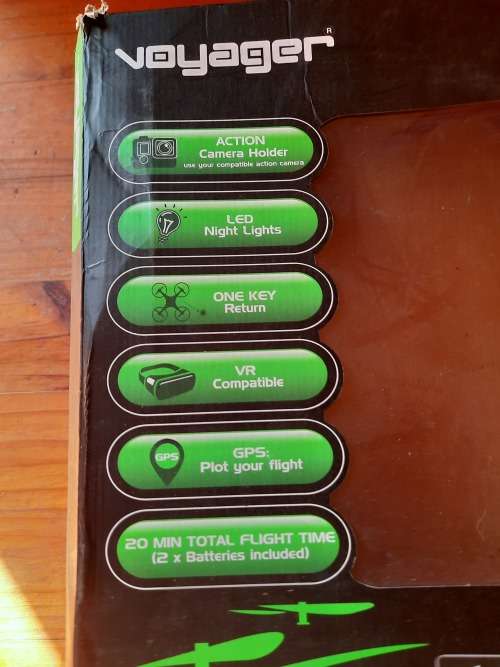 voyager®
ACTION
Camera Holder
use your compatible action camera
LED
Night Lights
ONE KEY
Return
VR
Compatible
GPS
GPS:
Plot your flight
20 MIN TOTAL FLIGHT TIME
(2 x Batteries included)